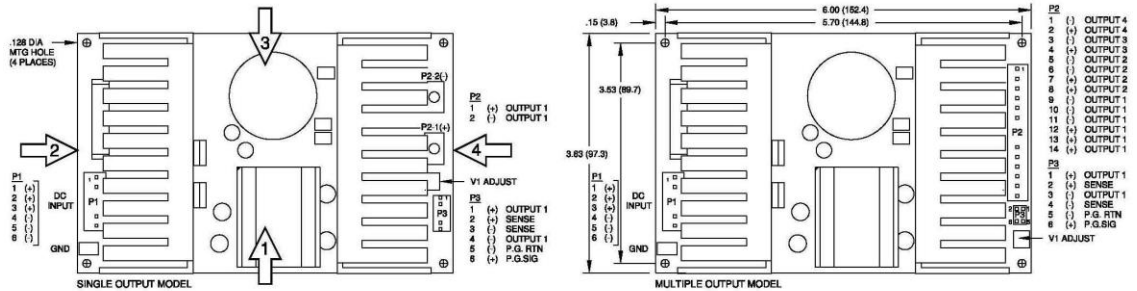 .128 DIA
MTG HOLE
(4 PLACES)
3
2
4
1
P2-2(-)
P2-1(+)
P2
1 (+) OUTPUT 1
2 (-) OUTPUT 1
V1 ADJUST
P3
1 (+) OUTPUT 1
2 (+) SENSE
3 (-) SENSE
4 (-) OUTPUT 1
5 (-) P.G. RTN
6 (+) P.G.SIG
P1
1 (+)
2 (+)
3 (+)
4 (-)
5 (-)
6 (-)
DC
INPUT
1
P1
P3
GND
SINGLE OUTPUT MODEL
6.00 (152.4)
5.70 (144.8)
.15 (3.8)
3.53 (89.7)
3.83 (97.3)
P1
1 (+)
2 (+)
3 (+)
4 (-)
5 (-)
6 (-)
DC
INPUT
1
P1
GND
1
P2
P3
P2
1 (-) OUTPUT 4
2 (+) OUTPUT 4
3 (-) OUTPUT 3
4 (+) OUTPUT 3
5 (-) OUTPUT 2
6 (-) OUTPUT 2
7 (+) OUTPUT 2
8 (+) OUTPUT 2
9 (-) OUTPUT 1
10 (-) OUTPUT 1
11 (-) OUTPUT 1
12 (+) OUTPUT 1
13 (+) OUTPUT 1
14 (+) OUTPUT 1
P3
1 (+) OUTPUT 1
2 (+) SENSE
3 (-) OUTPUT 1
4 (-) SENSE
5 (-) P.G. RTN
6 (+) P.G.SIG
V1 ADJUST
MULTIPLE OUTPUT MODEL